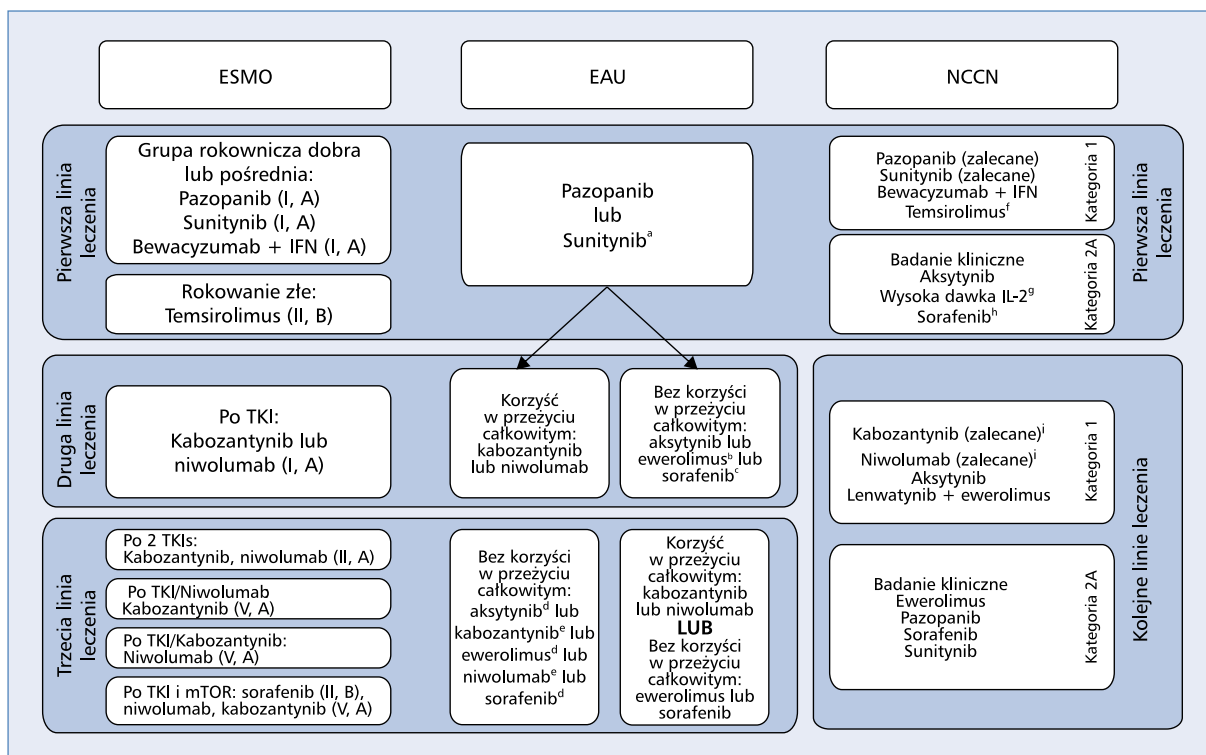 ESMO
EAU
NCCN
Pierwsza linia
leczenia
Grupa rokownicza dobra
lub pośrednia:
Pazopanib (I, A)
Sunitynib (I, A)
Bewacyzumab + IFN (I, A)
Rokowanie złe:
Temsirolimus (II, B)
Pazopanib
lub
Sunitynibᵃ
Pazopanib (zalecane)
Sunitynib (zalecane)
Bewacyzumab + IFN
Temsirolimusᶠ
Kategoria 1
Badanie kliniczne
Aksytynib
Wysoka dawka IL-2ᵍ
Sorafenibʰ
Kategoria 2A
Pierwsza linia
leczenia
Druga linia
leczenia
Po TKI:
Kabozantynib lub
niwolumab (I, A)
Korzyść
w przeżyciu
całkowitym:
kabozantynib
lub niwolumab
Bez korzyści
w przeżyciu
całkowitym:
aksytynib lub
ewerolimusᵇ lub
sorafenibᶜ
Trzecia linia
leczenia
Po 2 TKIs:
Kabozantynib, niwolumab (II, A)
Po TKI/Niwolumab
Kabozantynib (V, A)
Po TKI/Kabozantynib:
Niwolumab (V, A)
Po TKI i mTOR: sorafenib (II, B),
niwolumab, kabozantynib (V, A)
Bez korzyści
w przeżyciu
całkowitym:
aksytynibᵈ lub
kabozantynibᵉ lub
ewerolimusᵈ lub
niwolumabᵉ lub
sorafenibᵈ
Korzyść
w przeżyciu
całkowitym:
kabozantynib
lub niwolumab
LUB
Bez korzyści
w przeżyciu
całkowitym:
ewerolimus lub
sorafenib
Kabozantynib (zalecane)ⁱ
Niwolumab (zalecane)ⁱ
Aksytynib
Lenwatynib + ewerolimus
Kategoria 1
Badanie kliniczne
Ewerolimus
Pazopanib
Sorafenib
Sunitynib
Kategoria 2A
Kolejne linie leczenia